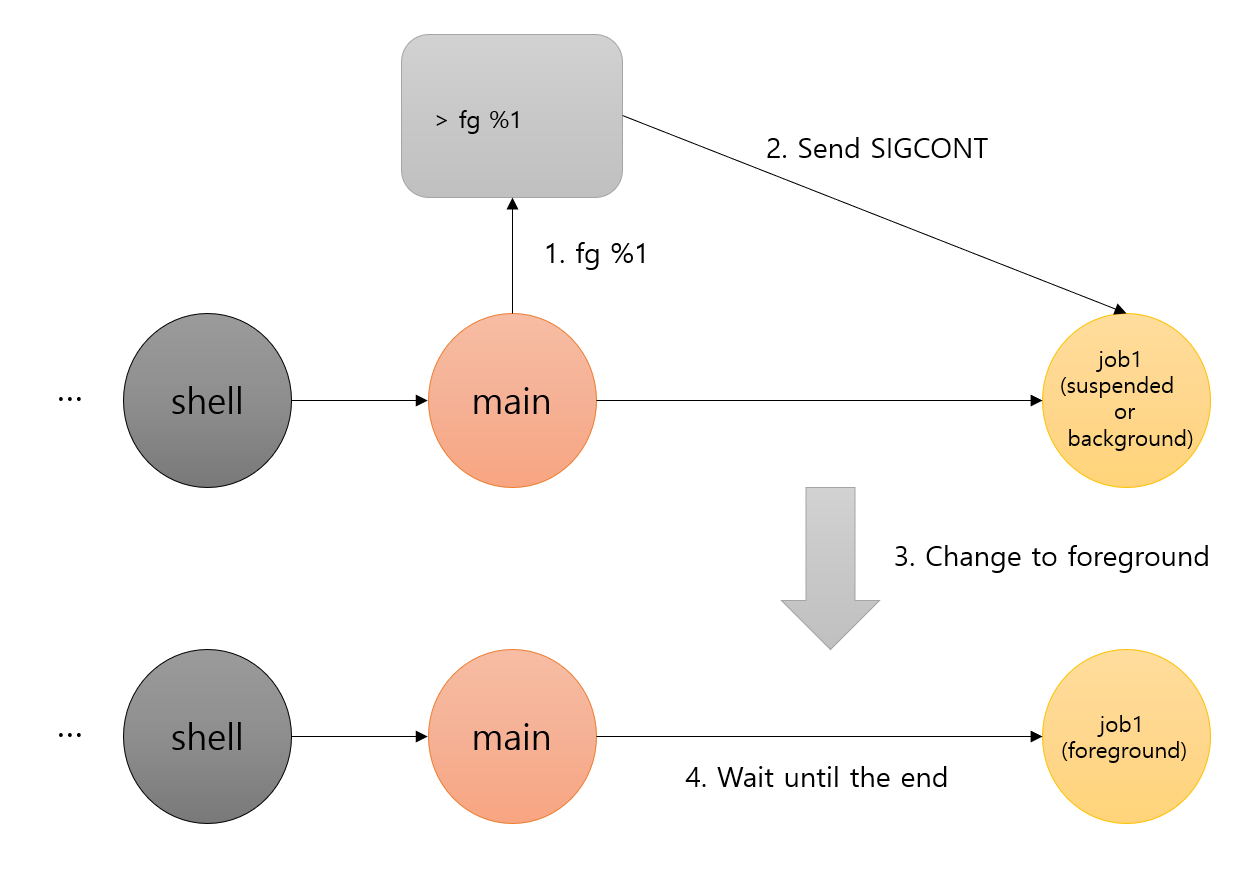 > fg %1
2. Send SIGCONT
1. fg %1
...
shell
main
job1
(suspended
or
background)
3. Change to foreground
...
shell
main
job1
(foreground)
4. Wait until the end